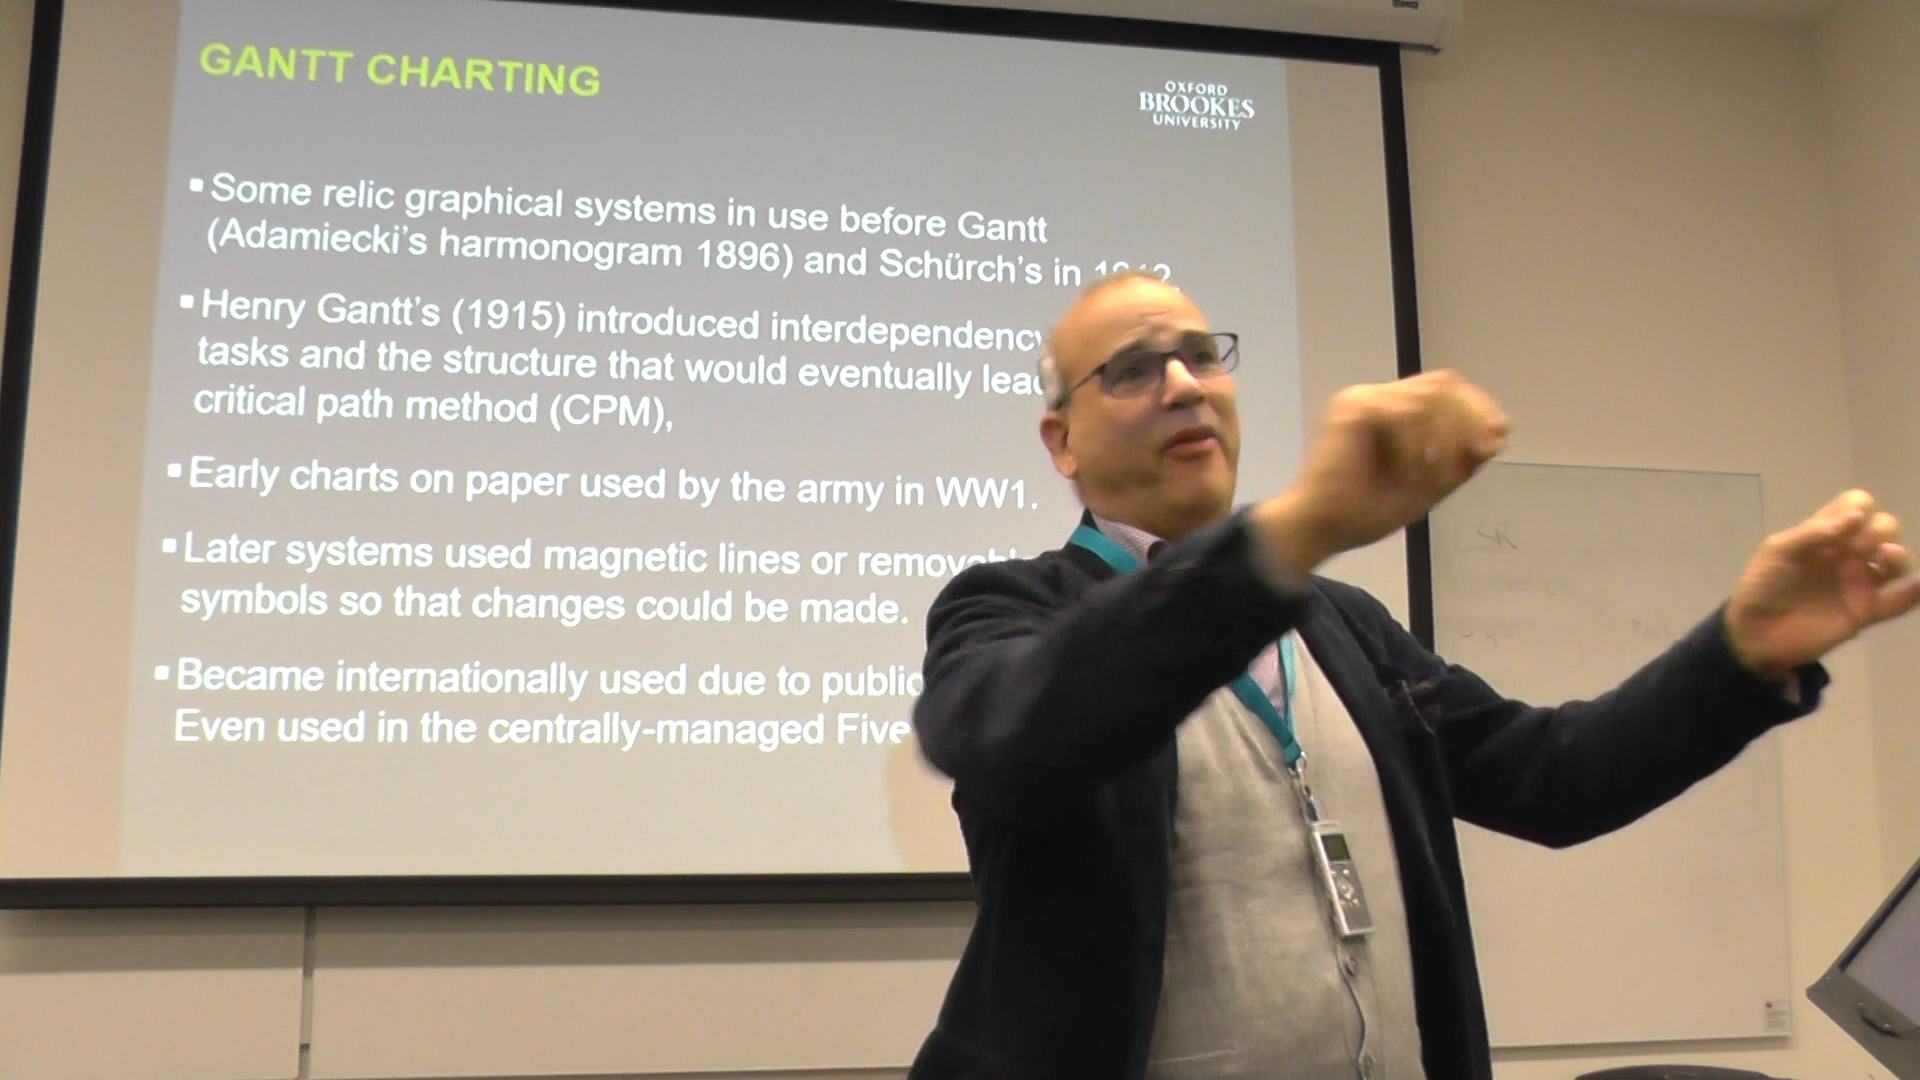 GANTT CHARTING
OXFORD
BROOKES
UNIVERSITY
▪ Some relic graphical systems in use before Gantt
(Adamiecki's harmonogram 1896) and Schürch's in
▪ Henry Gantt's (1915) introduced
tasks and the structure that would eventually
critical path method (CPM),
▪ Early charts on paper used by the army in WW1.
▪ Later systems used magnetic lines or
symbols so that changes could be made.
▪ Became internationally used due to
Even used in the centrally-managed Five